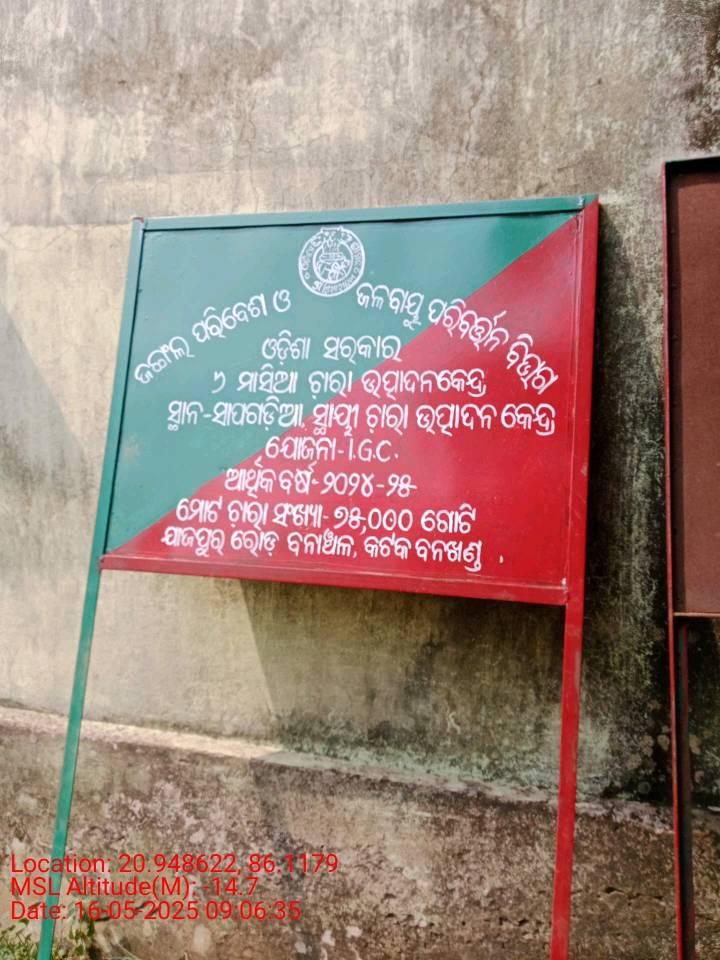 ଜଙ୍ଗଲ ପରିବେଶ ଓ ଜଳବାୟୁ ପରିବର୍ତ୍ତନ ବିଭାଗ
ଓଡ଼ିଶା ସରକାର
୬ ମାସିଆ ଚାରା ଉତ୍ପାଦନକେନ୍ଦ୍ର
ସ୍ଥାନ-ସାପଗଡ଼ିଆ, ସ୍ଥାୟୀ ଚାରା ଉତ୍ପାଦନ କେନ୍ଦ୍ର
ଯୋଜନା-I.G.C.
ଆର୍ଥିକ ବର୍ଷ-୨୦୨୪-୨୫
ମୋଟ ଚାରା ସଂଖ୍ୟା-୭୫,୦୦୦ ଗୋଟି
ଯାଜପୁର ରୋଡ଼ ବନାଞ୍ଚଳ, କଟକ ବନଖଣ୍ଡ
Location: 20.948622, 86.1179
MSL Altitude(M): -14.7
Date: 16-05-2025 09:06:35